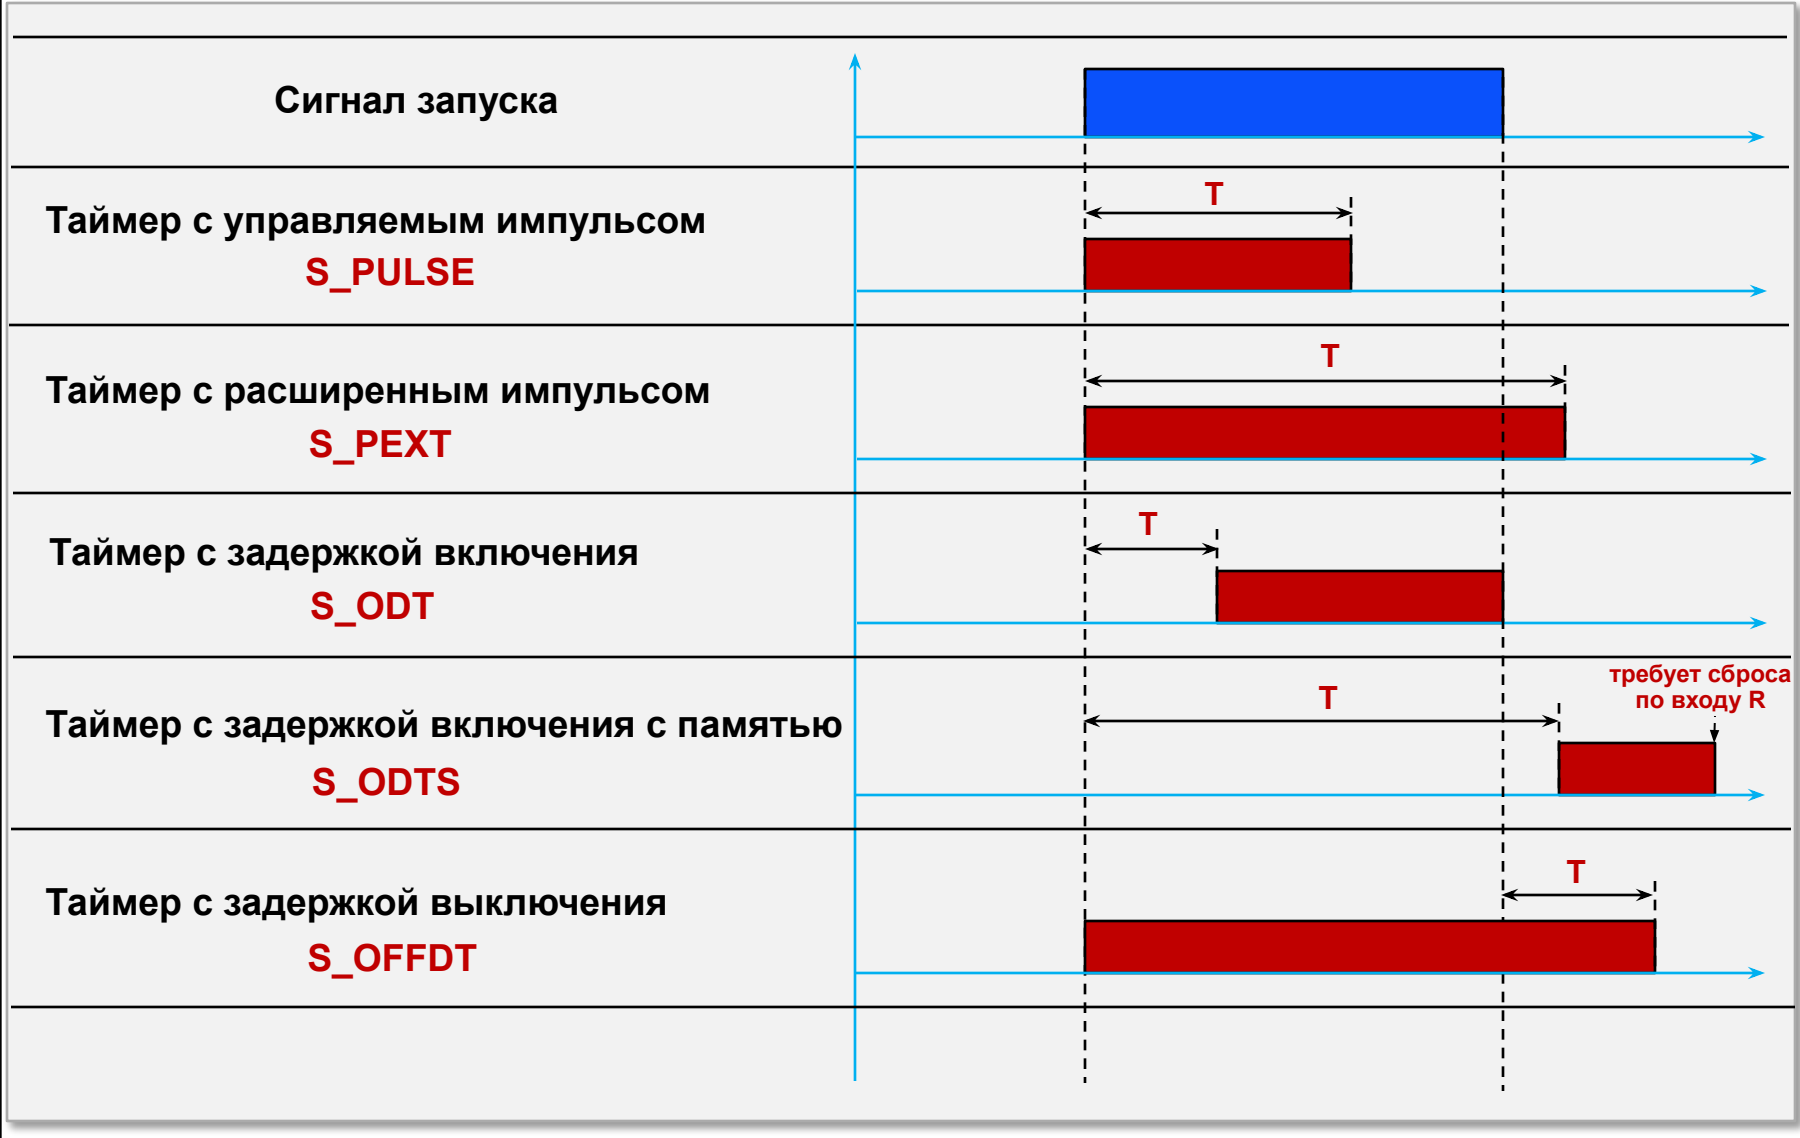 Сигнал запуска
Таймер с управляемым импульсом
S_PULSE
T
Таймер с расширенным импульсом
S_PEXT
T
Таймер с задержкой включения
S_ODT
T
Таймер с задержкой включения с памятью
S_ODTS
T
требует сброса
по входу R
Таймер с задержкой выключения
S_OFFDT
T